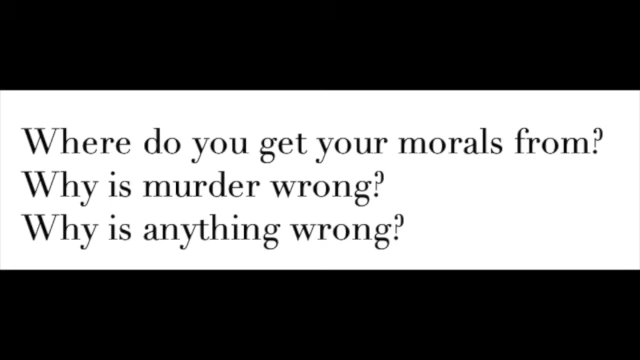 Where do you get your morals from?
Why is murder wrong?
Why is anything wrong?